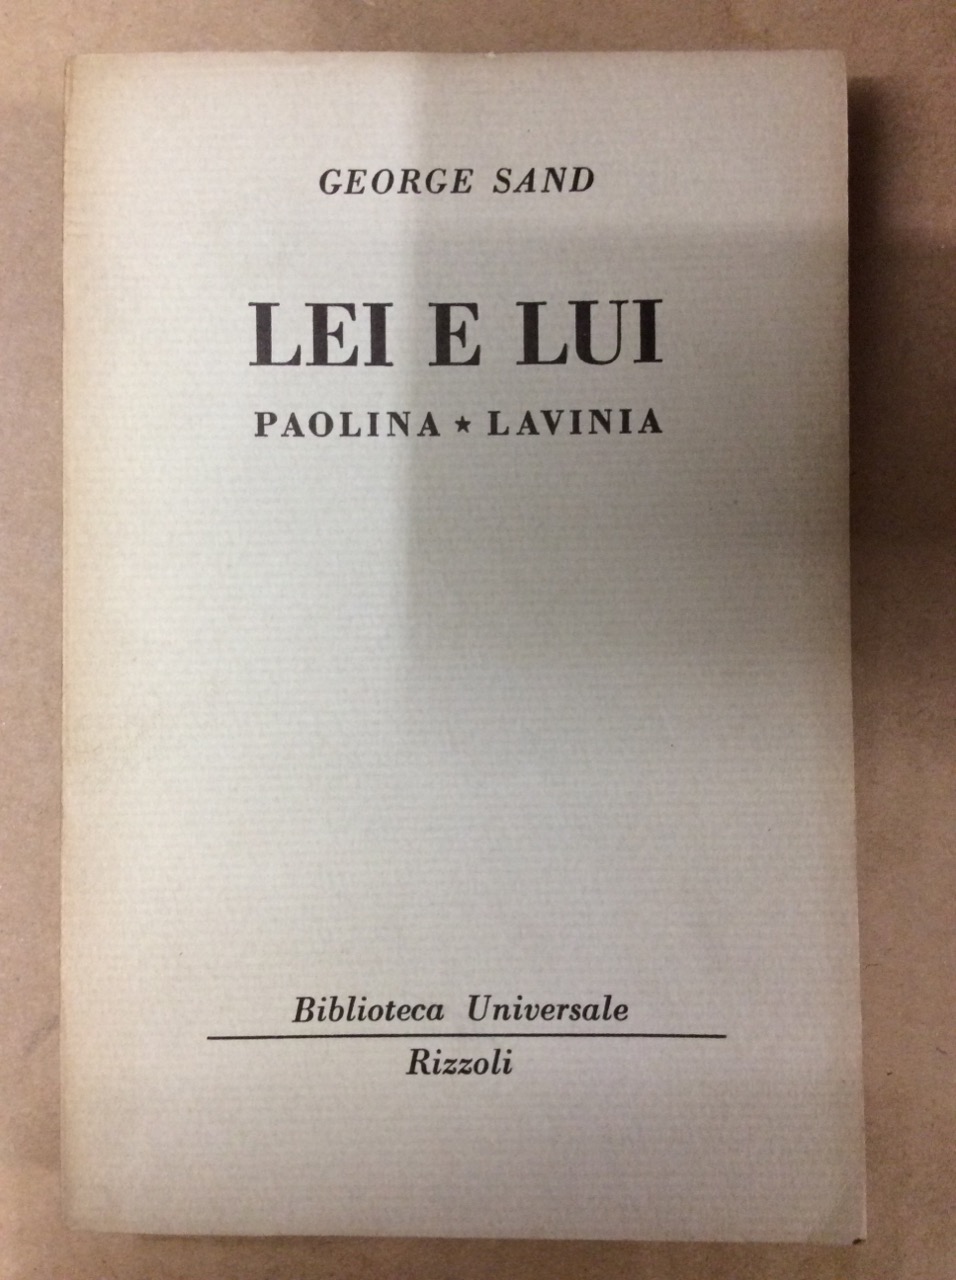 GEORGE SAND
LEI E LUI
PAOLINA ★ LAVINIA
Biblioteca Universale
Rizzoli